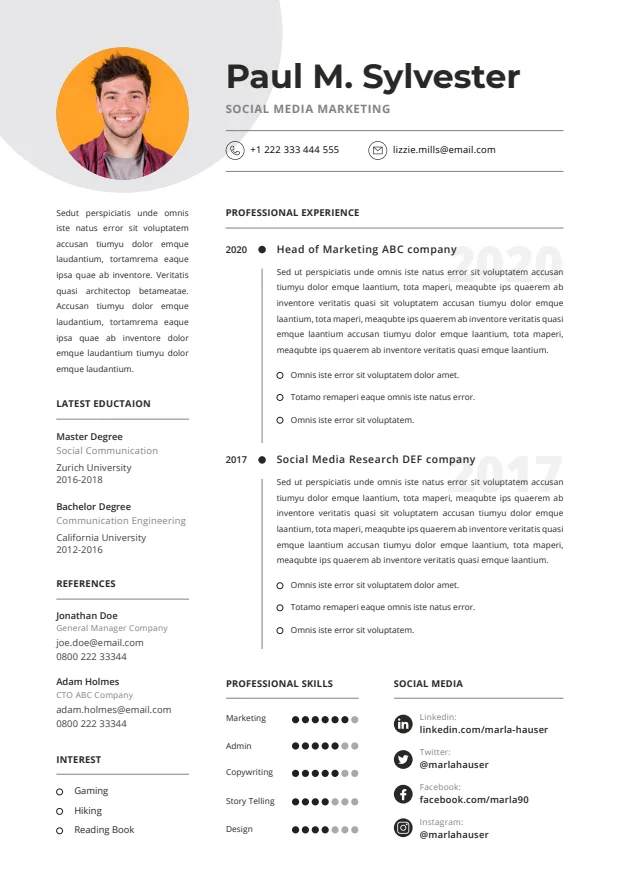 Paul M. Sylvester
SOCIAL MEDIA MARKETING
+1 222 333 444 555
lizzie.mills@email.com
Sedut perspiciatis unde omnis
iste natus error sit voluptatem
accusan tiumyu dolor emque
laudantium, tortamrema eaque
ipsa quae ab inventore. Veritatis
quasi architectop betameatae.
Accusan tiumyu dolor emque
laudantium, tortamrema eaque
ipsa quae ab inventore dolor
emque laudantium tiumyu dolor
emque laudantium.
LATEST EDUCTAION
Master Degree
Social Communication
Zurich University
2016-2018
Bachelor Degree
Communication Engineering
California University
2012-2016
REFERENCES
Jonathan Doe
General Manager Company
joe.doe@email.com
0800 222 33344
Adam Holmes
CTO ABC Company
adam.holmes@email.com
0800 222 33344
INTEREST
Gaming
Hiking
Reading Book
PROFESSIONAL EXPERIENCE
2020
2020 Head of Marketing ABC company
Sed ut perspiciatis unde omnis iste natus error sit voluptatem accusan
tiumyu dolor emque laudantium, tota maperi, meaqubte ips quaerem ab
inventore veritatis quasi sit voluptatem accusan tiumyu dolor emque
laudantium, tota maperi, meaqubte ips quaerem ab inventore veritatis quasi
emque laantium accusan tiumyu dolor emque laantium, tota maperi,
meaqubte ips quaerem ab inventore veritatis quasi emque laantium.
Omnis iste error sit voluptatem dolor amet.
Totamo remaperi eaque omnis iste natus error.
Omnis iste error sit voluptatem.
2017
2017 Social Media Research DEF company
Sed ut perspiciatis unde omnis iste natus error sit voluptatem accusan
tiumyu dolor emque laudantium, tota maperi, meaqubte ips quaerem ab
inventore veritatis quasi sit voluptatem accusan tiumyu dolor emque
laudantium, tota maperi, meaqubte ips quaerem ab inventore veritatis quasi
emque laantium accusan tiumyu dolor emque laantium, tota maperi,
meaqubte ips quaerem ab inventore veritatis quasi emque laantium.
Omnis iste error sit voluptatem dolor amet.
Totamo remaperi eaque omnis iste natus error.
Omnis iste error sit voluptatem.
PROFESSIONAL SKILLS
Marketing
Admin
Copywriting
Story Telling
Design
SOCIAL MEDIA
Linkedin:
linkedin.com/marla-hauser
Twitter:
@marlahauser
Facebook:
facebook.com/marla90
Instagram:
@marlahauser